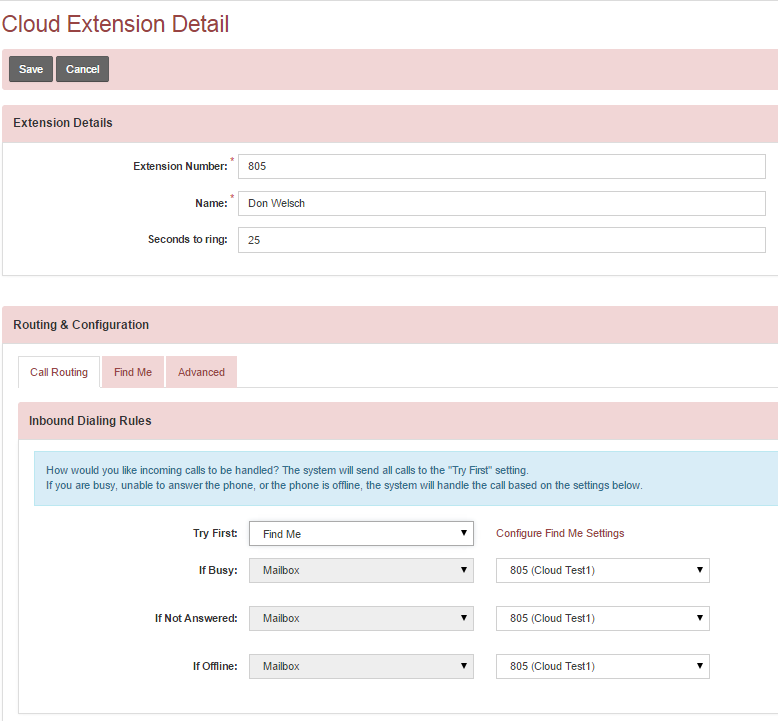 Cloud Extension Detail
Save Cancel
Extension Details
Extension Number: * 805
Name: * Don Welsch
Seconds to ring: 25
Routing & Configuration
Call Routing Find Me Advanced
Inbound Dialing Rules
How would you like incoming calls to be handled? The system will send all calls to the "Try First" setting.
If you are busy, unable to answer the phone, or the phone is offline, the system will handle the call based on the settings below.
Try First: Find Me Configure Find Me Settings
If Busy: Mailbox 805 (Cloud Test1)
If Not Answered: Mailbox 805 (Cloud Test1)
If Offline: Mailbox 805 (Cloud Test1)